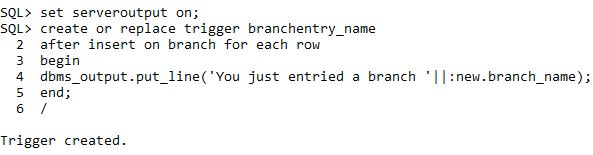 SQL> set serveroutput on;
SQL> create or replace trigger branchentry_name
2 after insert on branch for each row
3 begin
4 dbms_output.put_line('You just entried a branch '||:new.branch_name);
5 end;
6 /
Trigger created.